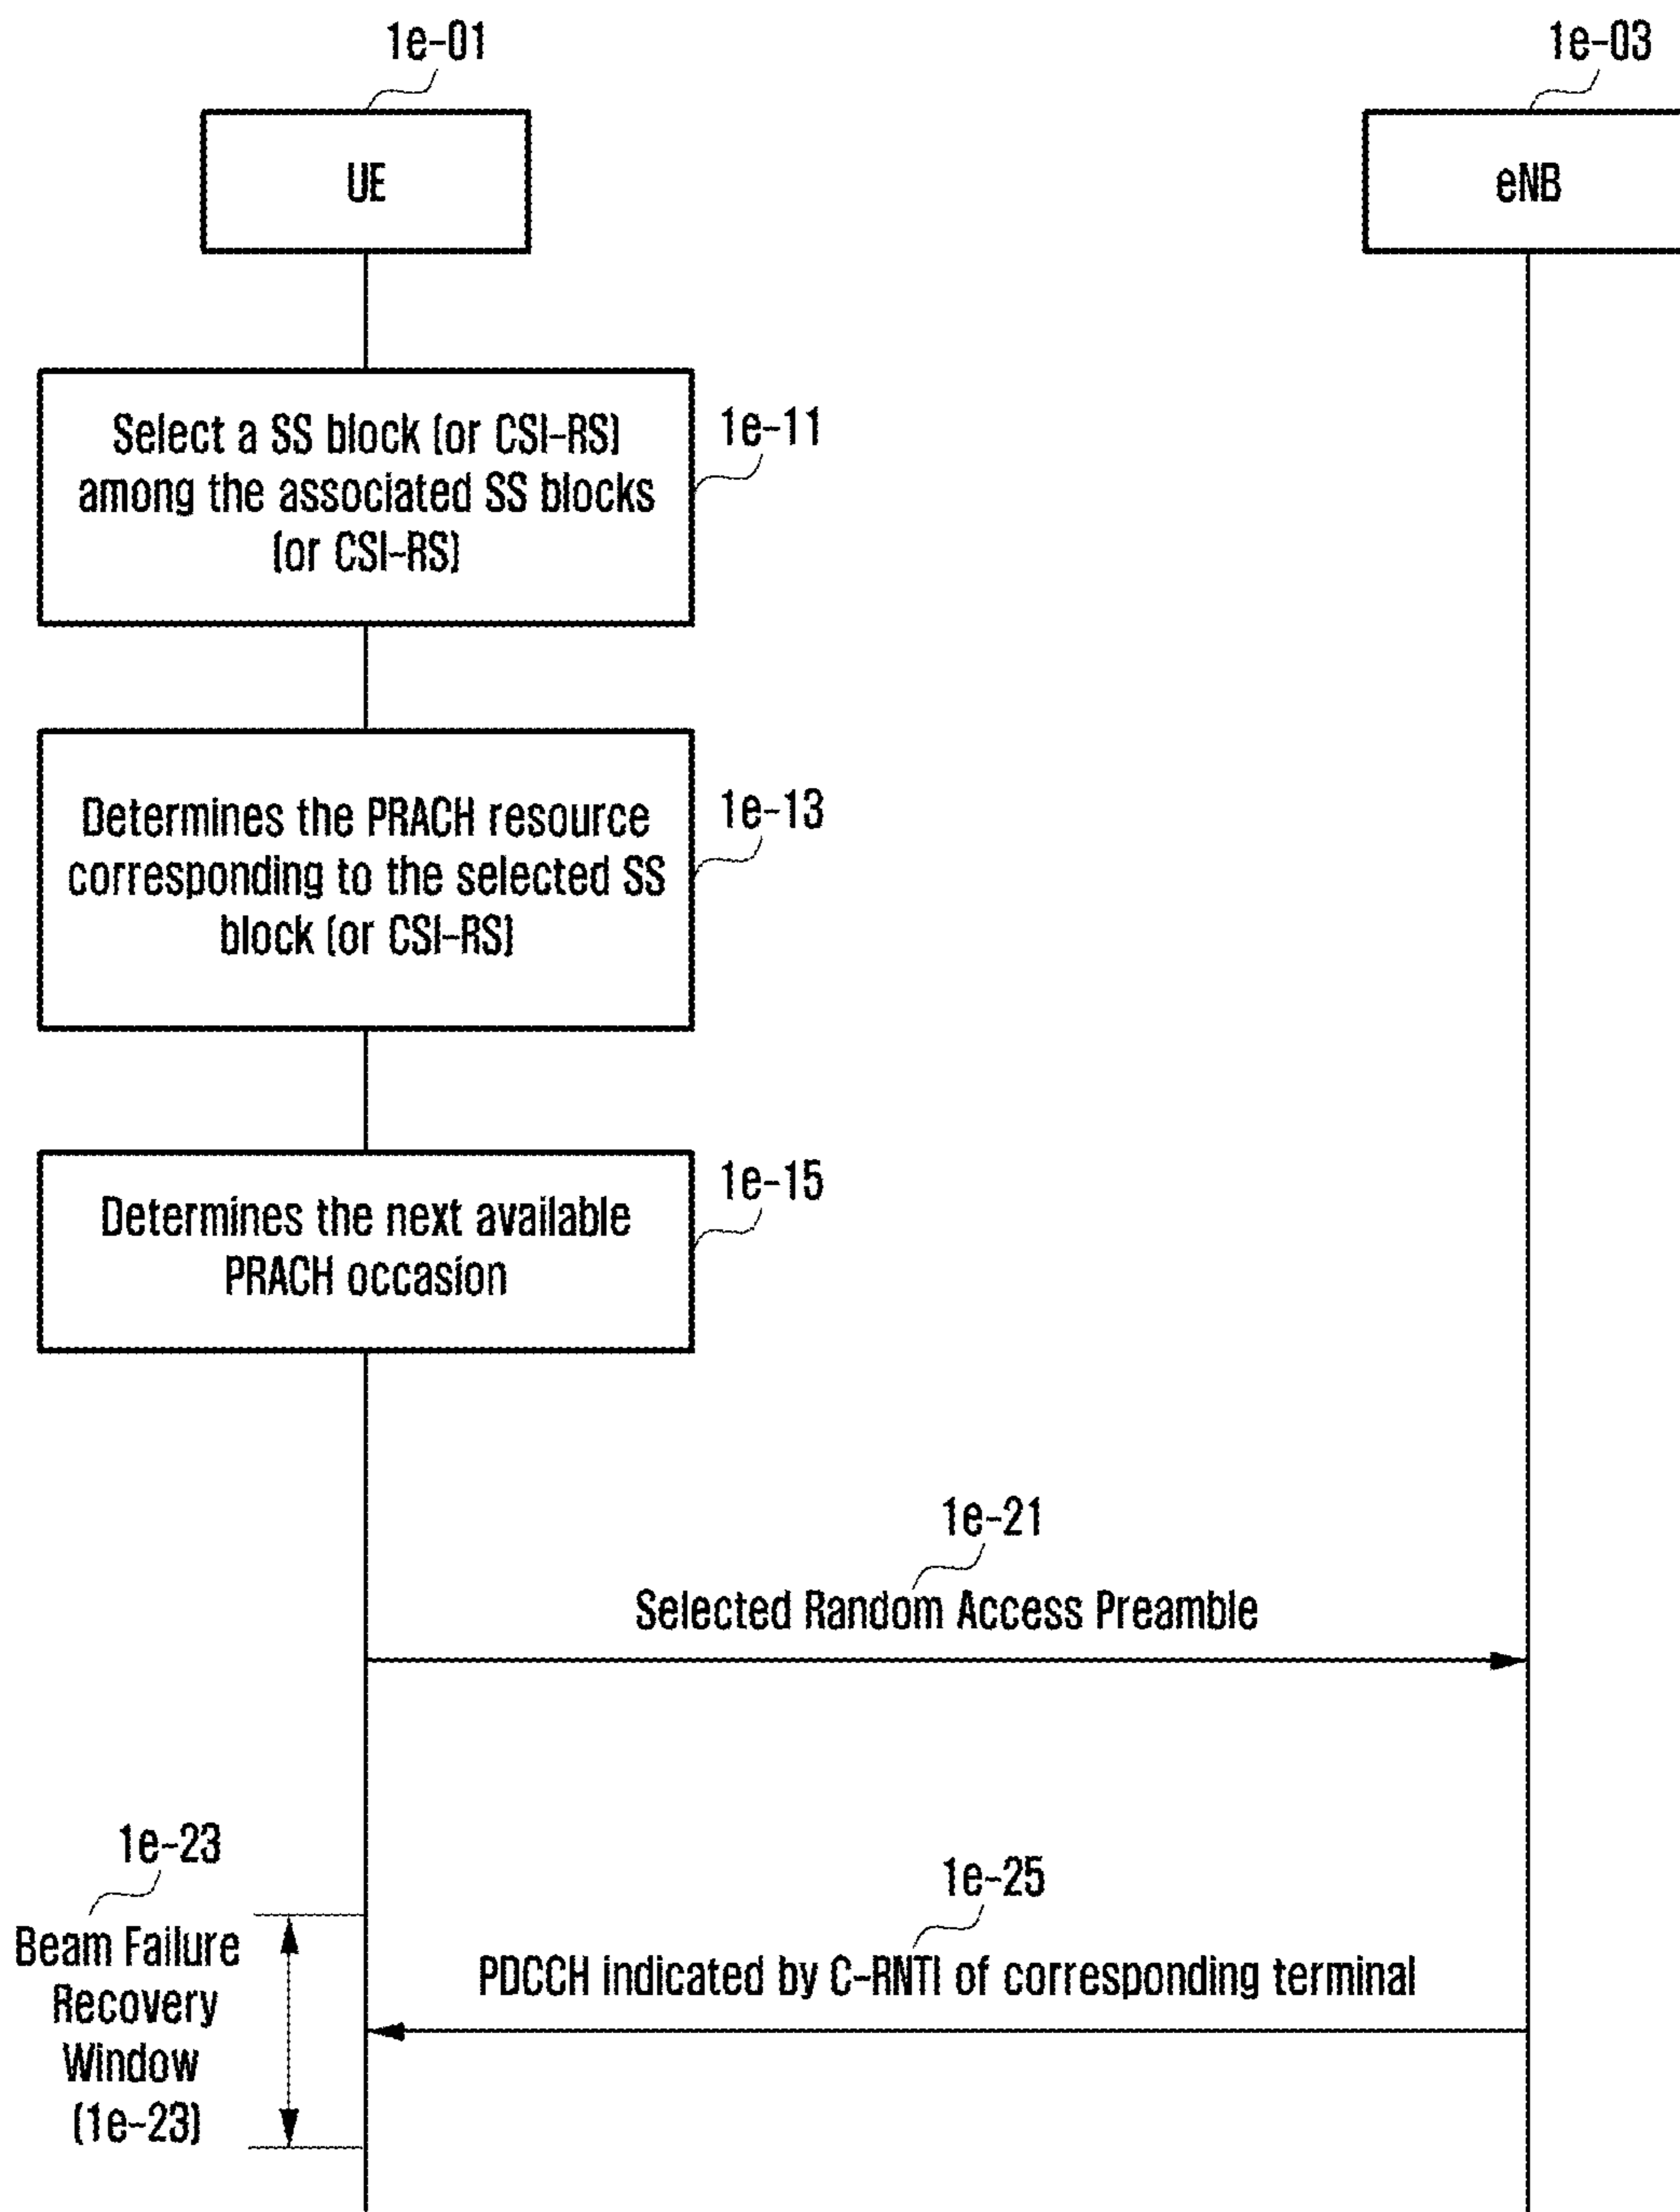 1e-01
1e-03
UE
eNB
Select a SS block (or CSI-RS)
among the associated SS blocks
(or CSI-RS)
1e-11
Determines the PRACH resource
corresponding to the selected SS
block (or CSI-RS)
1e-13
Determines the next available
PRACH occasion
1e-15
1e-21
Selected Random Access Preamble
1e-23
Beam Failure
Recovery
Window
(1e-23)
1e-25
PDCCH indicated by C-RNTI of corresponding terminal